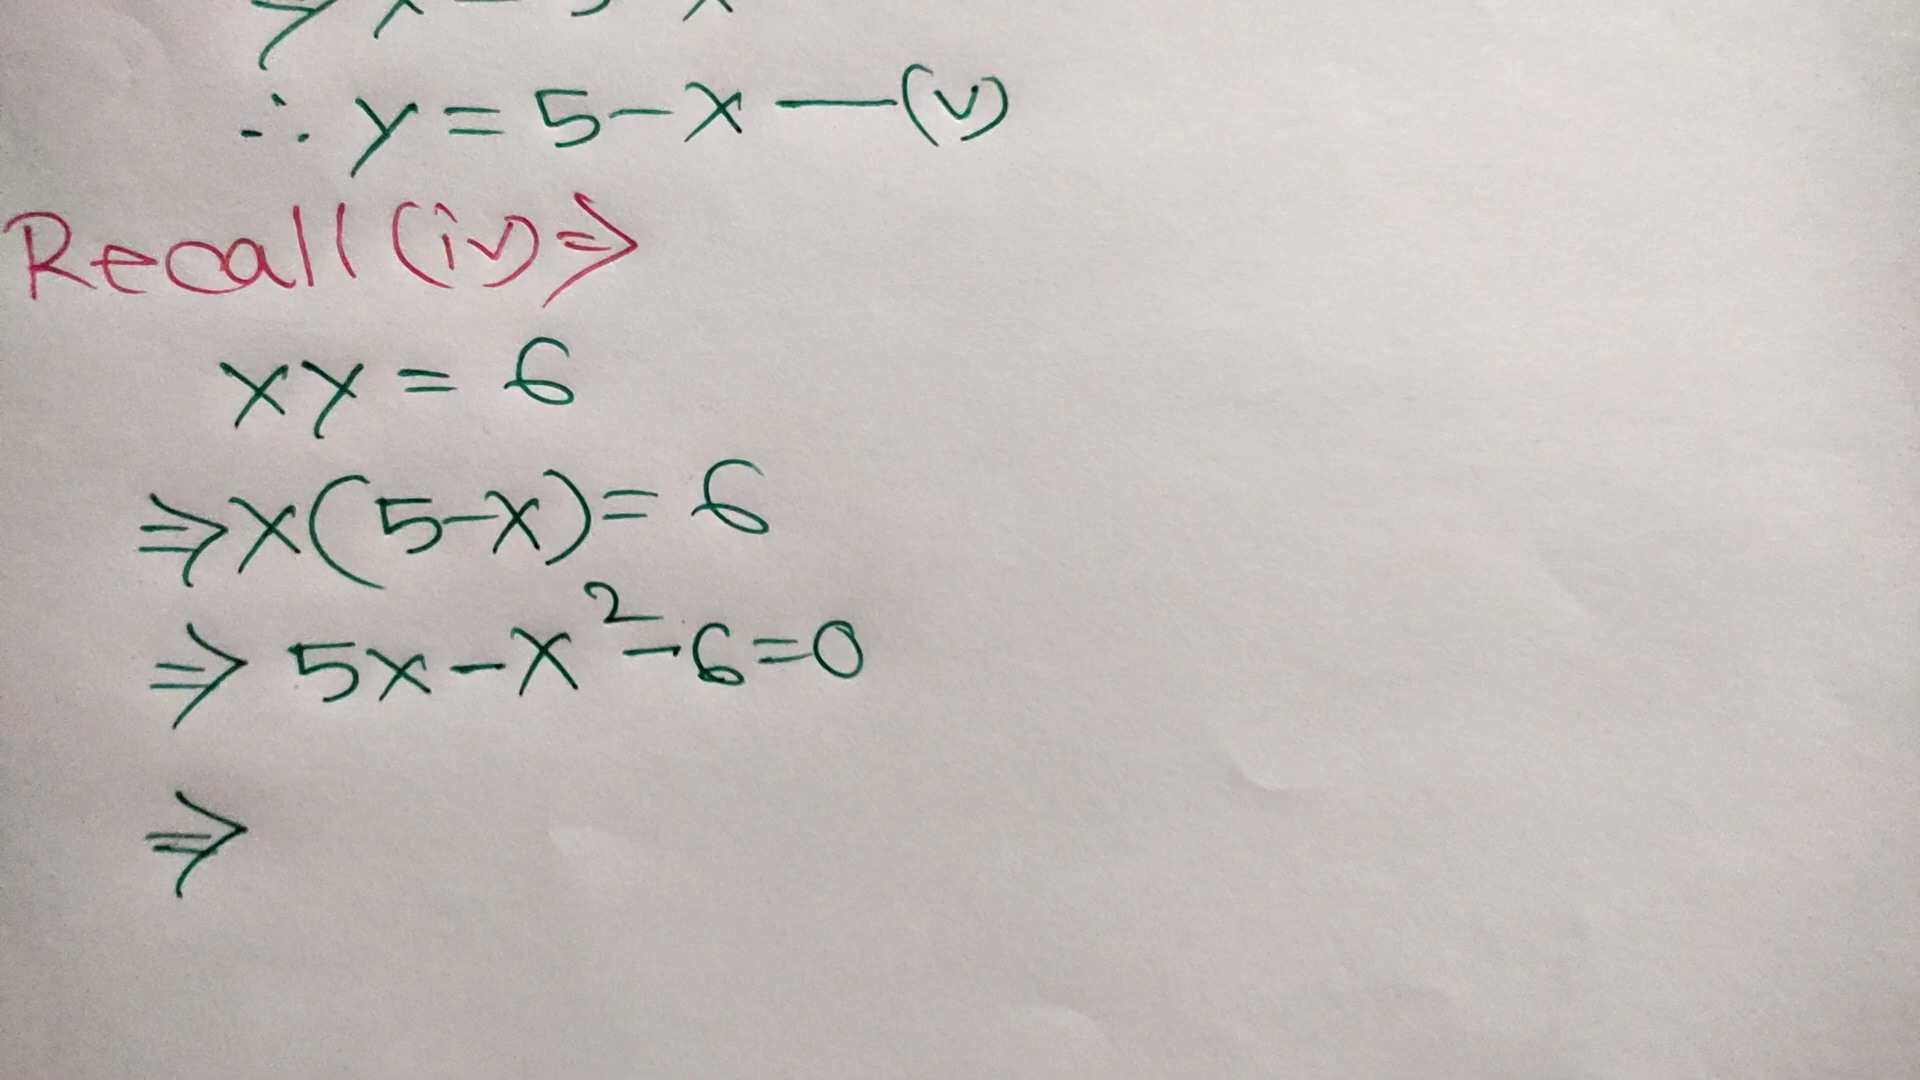 ∴ y = 5 - x — (v)
Recall (iv) ⇒
xy = 6
⇒ x(5-x) = 6
⇒ 5x - x² - 6 = 0
⇒